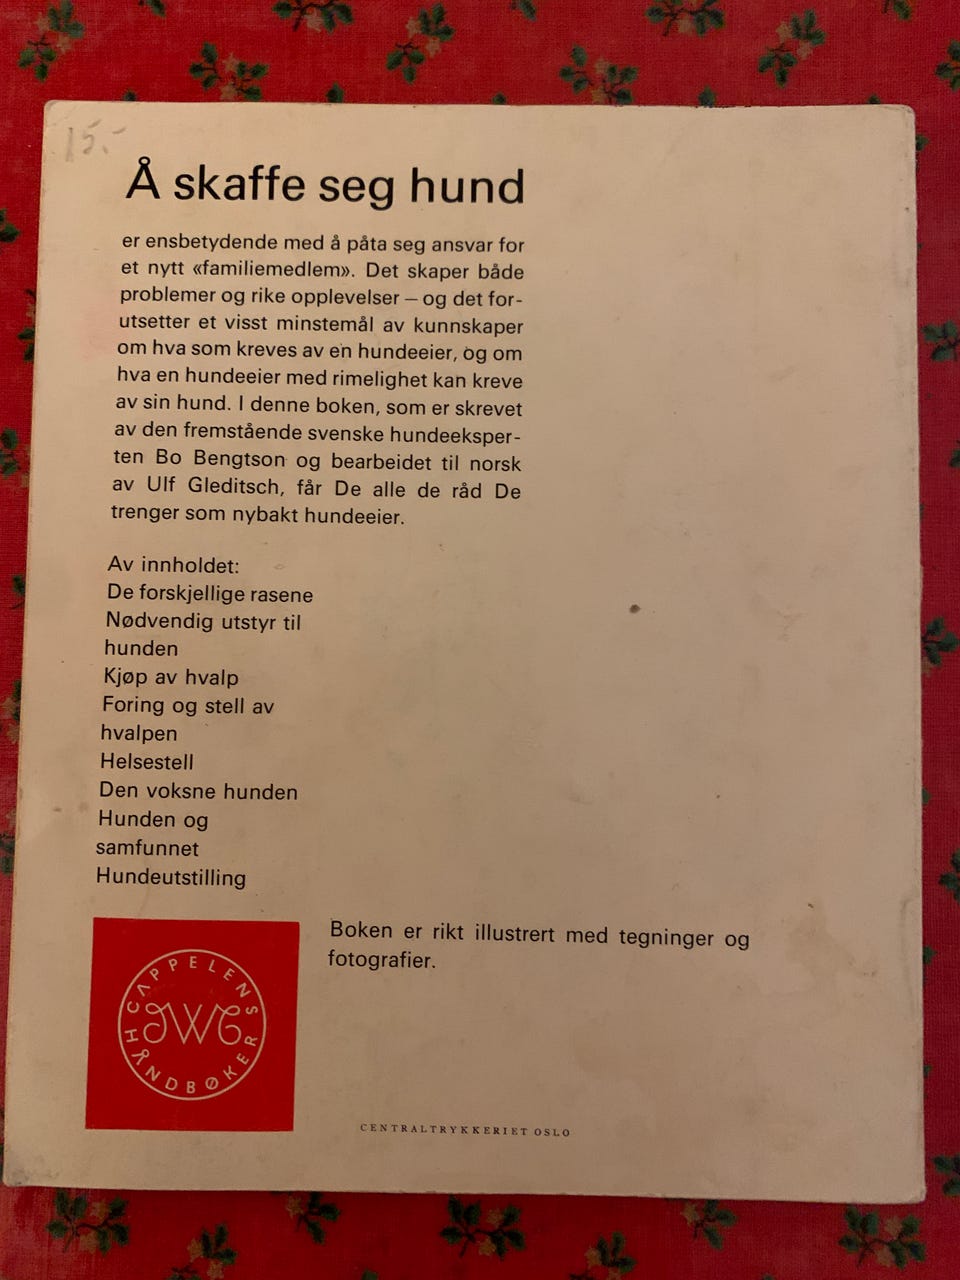 15.-
Å skaffe seg hund
er ensbetydende med å påta seg ansvar for
et nytt «familiemedlem». Det skaper både
problemer og rike opplevelser — og det for-
utsetter et visst minstemål av kunnskaper
om hva som kreves av en hundeeier, og om
hva en hundeeier med rimelighet kan kreve
av sin hund. I denne boken, som er skrevet
av den fremstående svenske hundeeksper-
ten Bo Bengtson og bearbeidet til norsk
av Ulf Gleditsch, får De alle de råd De
trenger som nybakt hundeeier.
Av innholdet:
De forskjellige rasene
Nødvendig utstyr til
hunden
Kjøp av hvalp
Foring og stell av
hvalpen
Helsestell
Den voksne hunden
Hunden og
samfunnet
Hundeutstilling
Boken er rikt illustrert med tegninger og
fotografier.
CAPPELENS
JWC
HÅNDBØKER
CENTRALTRYKKERIET OSLO